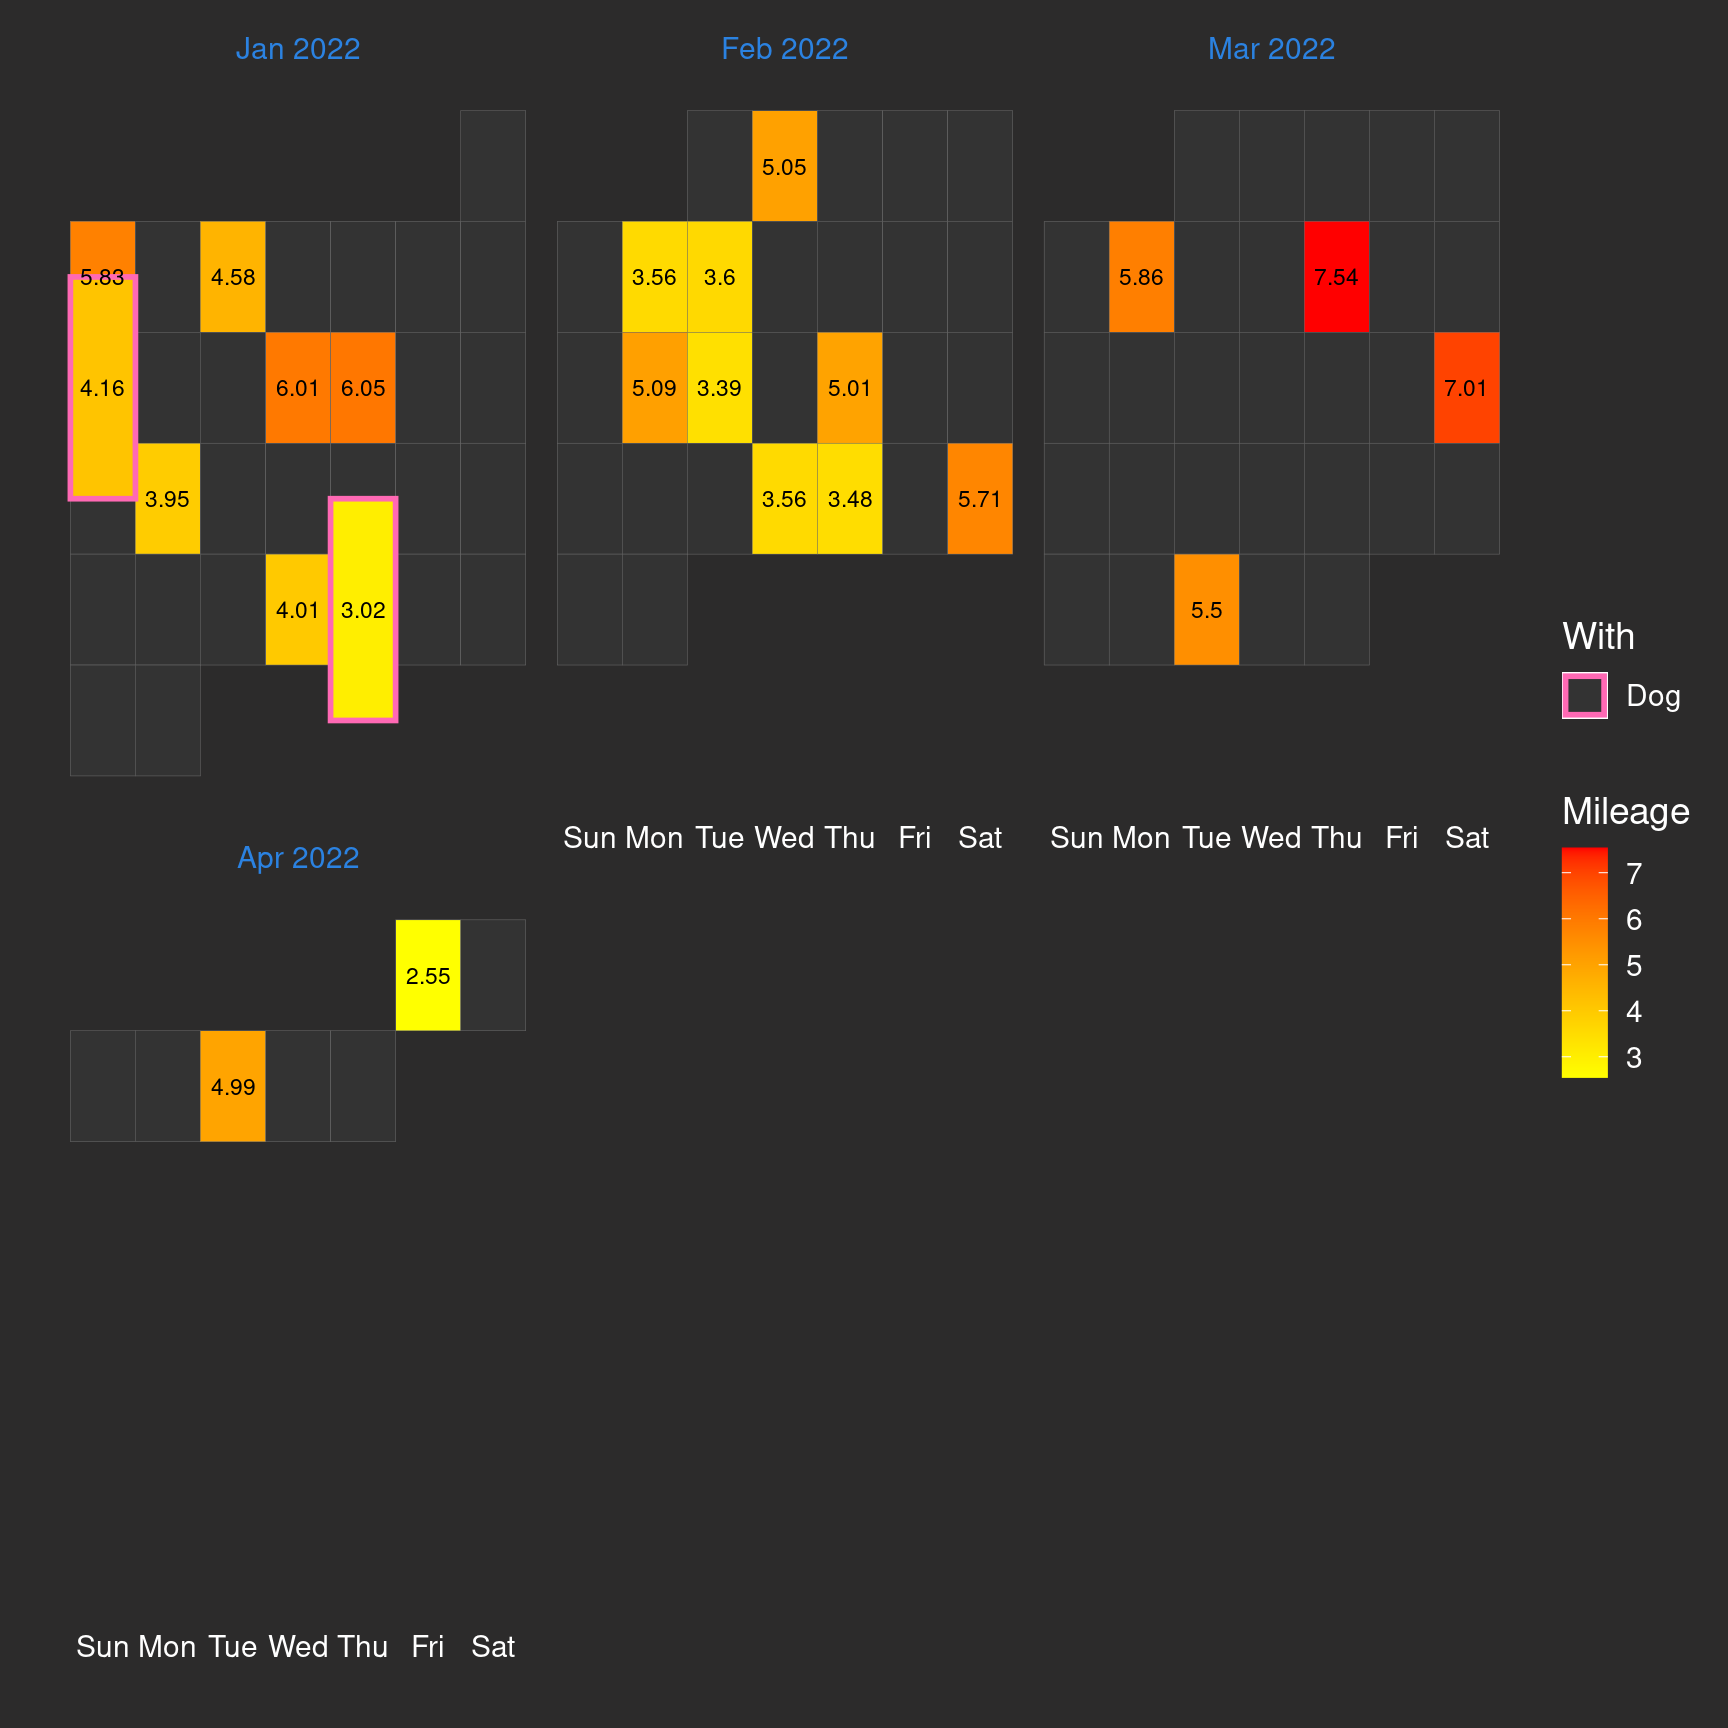 Jan 2022
Feb 2022
Mar 2022
5.05
5.83
4.58
3.56
3.6
5.86
7.54
4.16
6.01
6.05
5.09
3.39
5.01
7.01
3.95
3.56
3.48
5.71
4.01
3.02
5.5
With
Dog
Mileage
7
6
5
4
3
Sun Mon Tue Wed Thu Fri Sat
Sun Mon Tue Wed Thu Fri Sat
Apr 2022
2.55
4.99
Sun Mon Tue Wed Thu Fri Sat